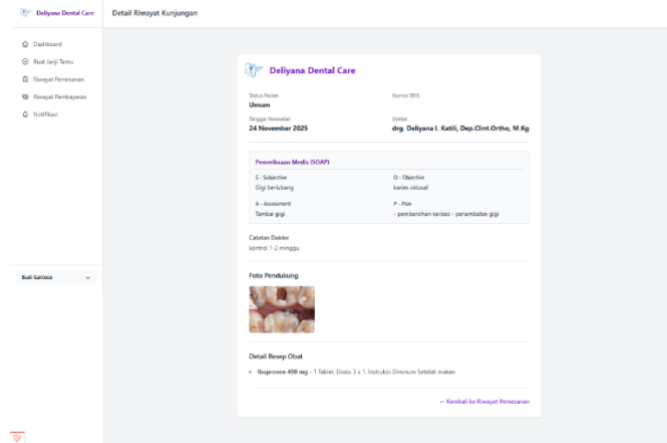 Deliyana Dental Care
Detail Riwayat Kunjungan
Dashboard
Buat Janji Temu
Riwayat Pemesanan
Riwayat Pembayaran
Notifikasi
Budi Santoso
Deliyana Dental Care
Status Pasien
Umum
Nomor BPJS
Tanggal Perawatan
24 November 2025
Dokter
drg. Deliyana I. Katili, Dep.Clint.Ortho, M.Kg
Pemeriksaan Medis (SOAP)
S - Subjective
Gigi berlubang
O - Objective
karies oklusal
A - Assessment
Tambal gigi
P - Plan
- pembersihan karies - penambalan gigi
Catatan Dokter
kontrol 1-2 minggu
Foto Pendukung
Detail Resep Obat
• Ibuprofen 400 mg - 1 Tablet. Dosis: 3 x 1. Instruksi: Diminum Setelah makan
← Kembali ke Riwayat Pemesanan